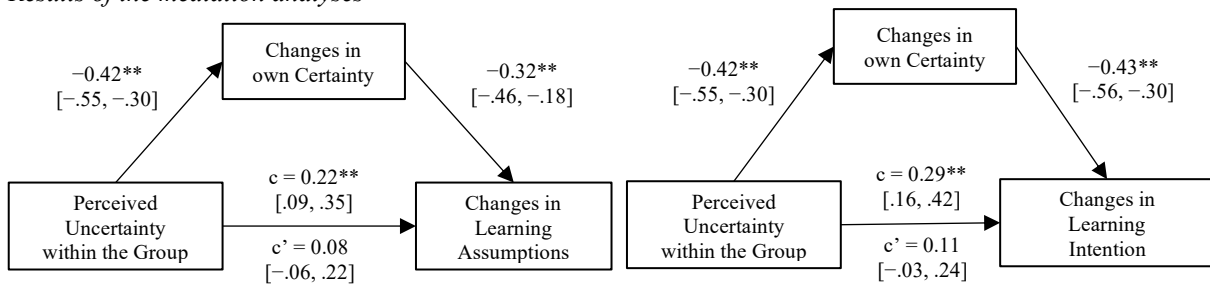 Results of the mediation analyses
Changes in
own Certainty
−0.42**
[−.55, −.30]
−0.32**
[−.46, −.18]
Perceived
Uncertainty
within the Group
c = 0.22**
[.09, .35]
c’ = 0.08
[−.06, .22]
Changes in
Learning
Assumptions
Changes in
own Certainty
−0.42**
[−.55, −.30]
−0.43**
[−.56, −.30]
Perceived
Uncertainty
within the Group
c = 0.29**
[.16, .42]
c’ = 0.11
[−.03, .24]
Changes in
Learning
Intention